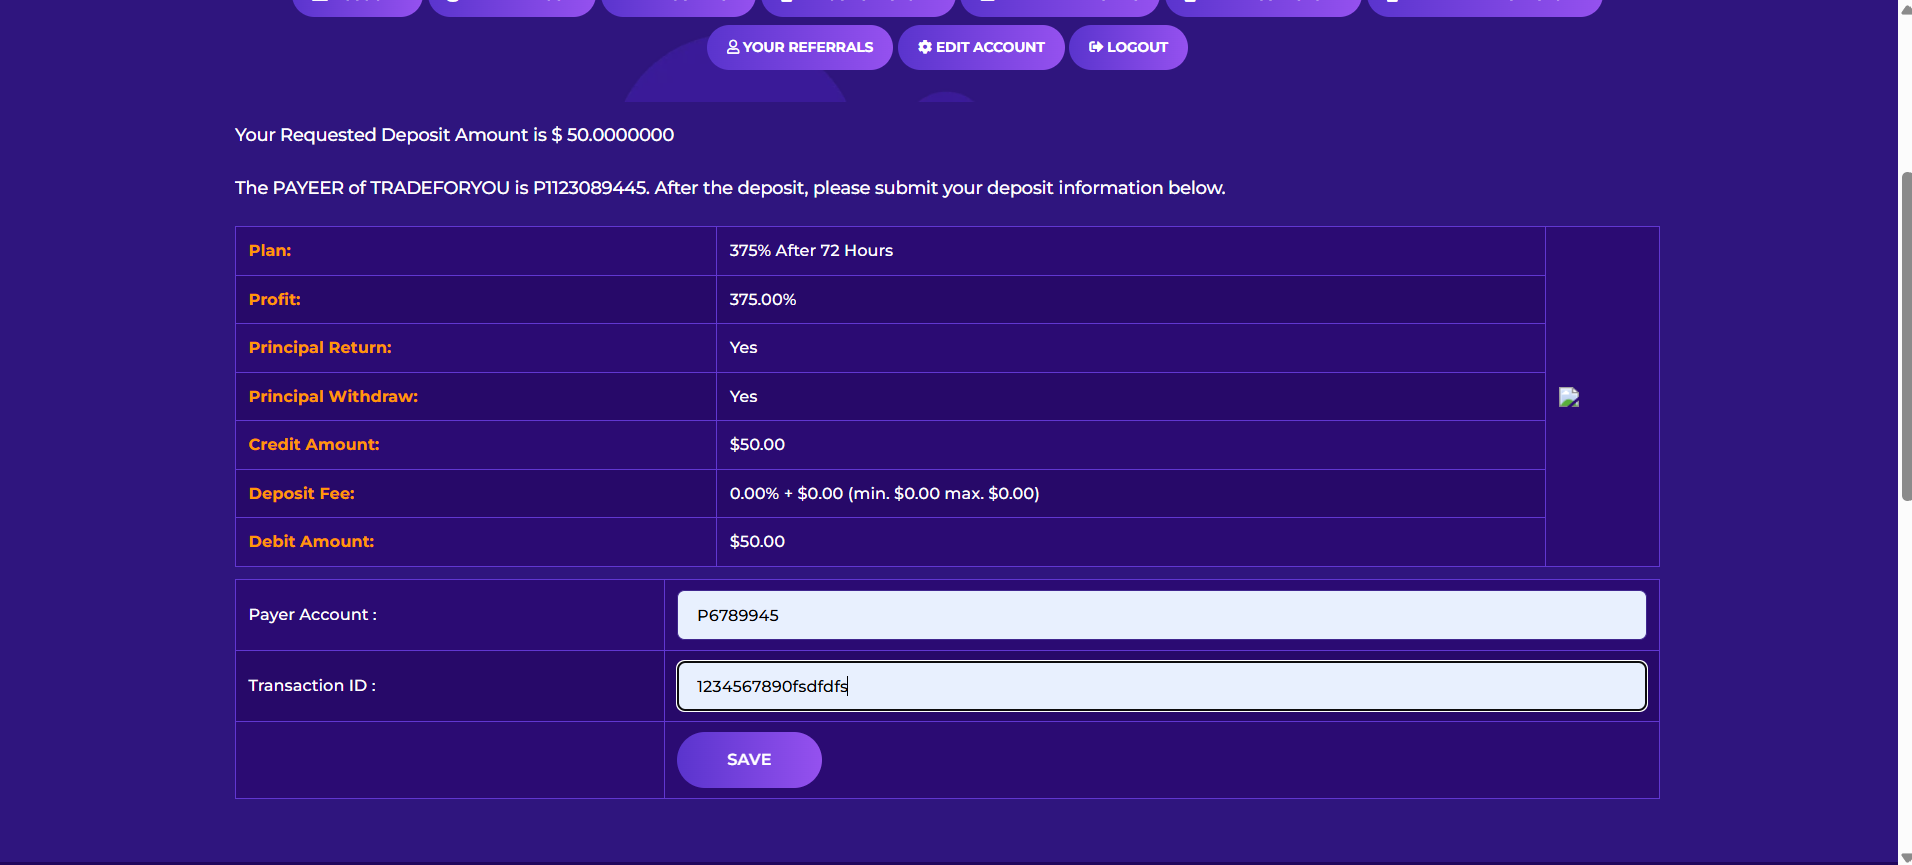 YOUR REFERRALS EDIT ACCOUNT LOGOUT
Your Requested Deposit Amount is $ 50.0000000
The PAYEER of TRADEFORYOU is P1123089445. After the deposit, please submit your deposit information below.
Plan: 375% After 72 Hours
Profit: 375.00%
Principal Return: Yes
Principal Withdraw: Yes
Credit Amount: $50.00
Deposit Fee: 0.00% + $0.00 (min. $0.00 max. $0.00)
Debit Amount: $50.00
Payer Account : P6789945
Transaction ID : 1234567890fsdfdfs
SAVE